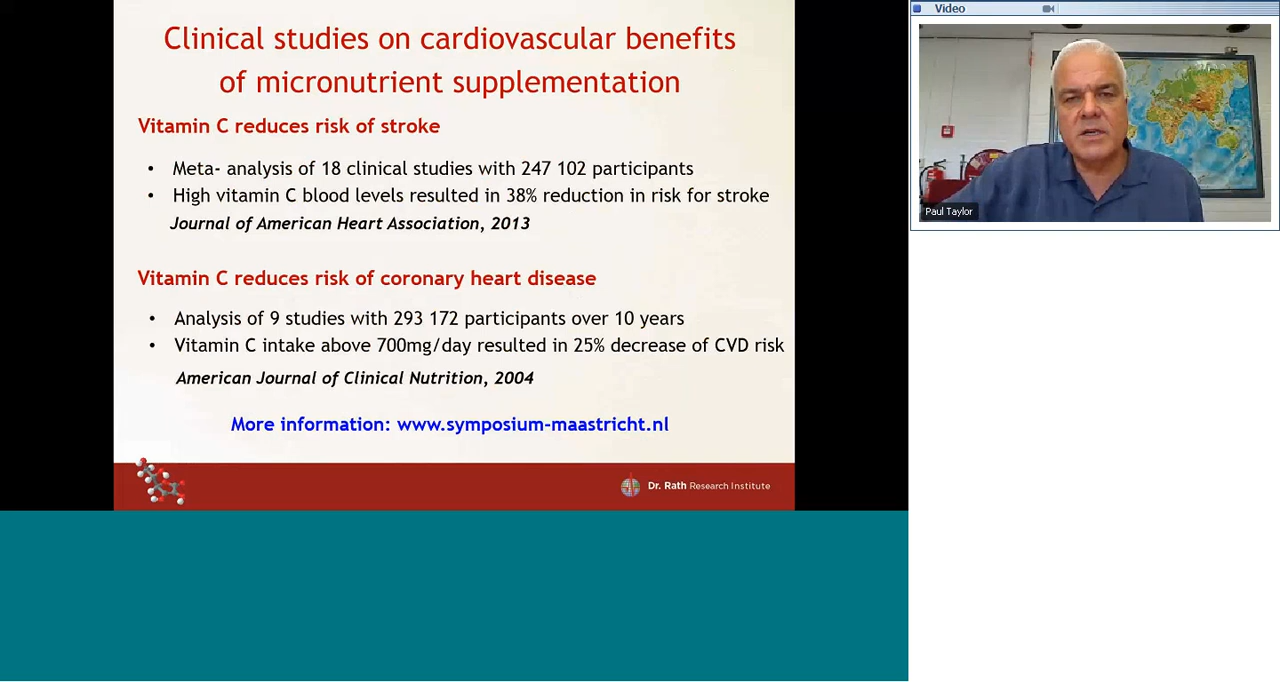 Clinical studies on cardiovascular benefits
of micronutrient supplementation
Vitamin C reduces risk of stroke
• Meta- analysis of 18 clinical studies with 247 102 participants
• High vitamin C blood levels resulted in 38% reduction in risk for stroke
Journal of American Heart Association, 2013
Vitamin C reduces risk of coronary heart disease
• Analysis of 9 studies with 293 172 participants over 10 years
• Vitamin C intake above 700mg/day resulted in 25% decrease of CVD risk
American Journal of Clinical Nutrition, 2004
More information: www.symposium-maastricht.nl
Dr. Rath Research Institute
Video
Paul Taylor